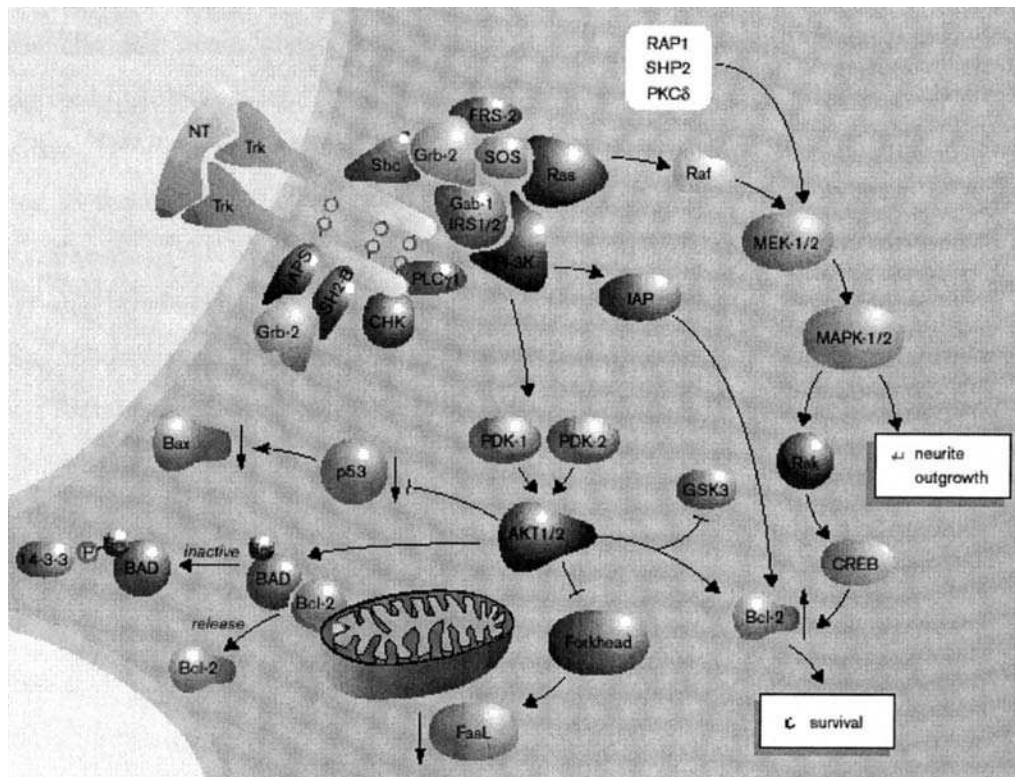 RAP1
SHP2
PKCδ
FRS-2
NT
Trk
Shc
Grb-2
SOS
Ras
Raf
Trk
Gab-1
IRS1/2
MEK-1/2
PI-3K
APS
SH2-B
PLCγ1
IAP
Grb-2
CHK
MAPK-1/2
Bax
p53
PDK-1
PDK-2
neurite
outgrowth
Rsk
GSK3
AKT1/2
14-3-3
P
inactive
BAD
BAD
CREB
Bcl-2
release
Bcl-2
Forkhead
Bcl-2
survival
FasL